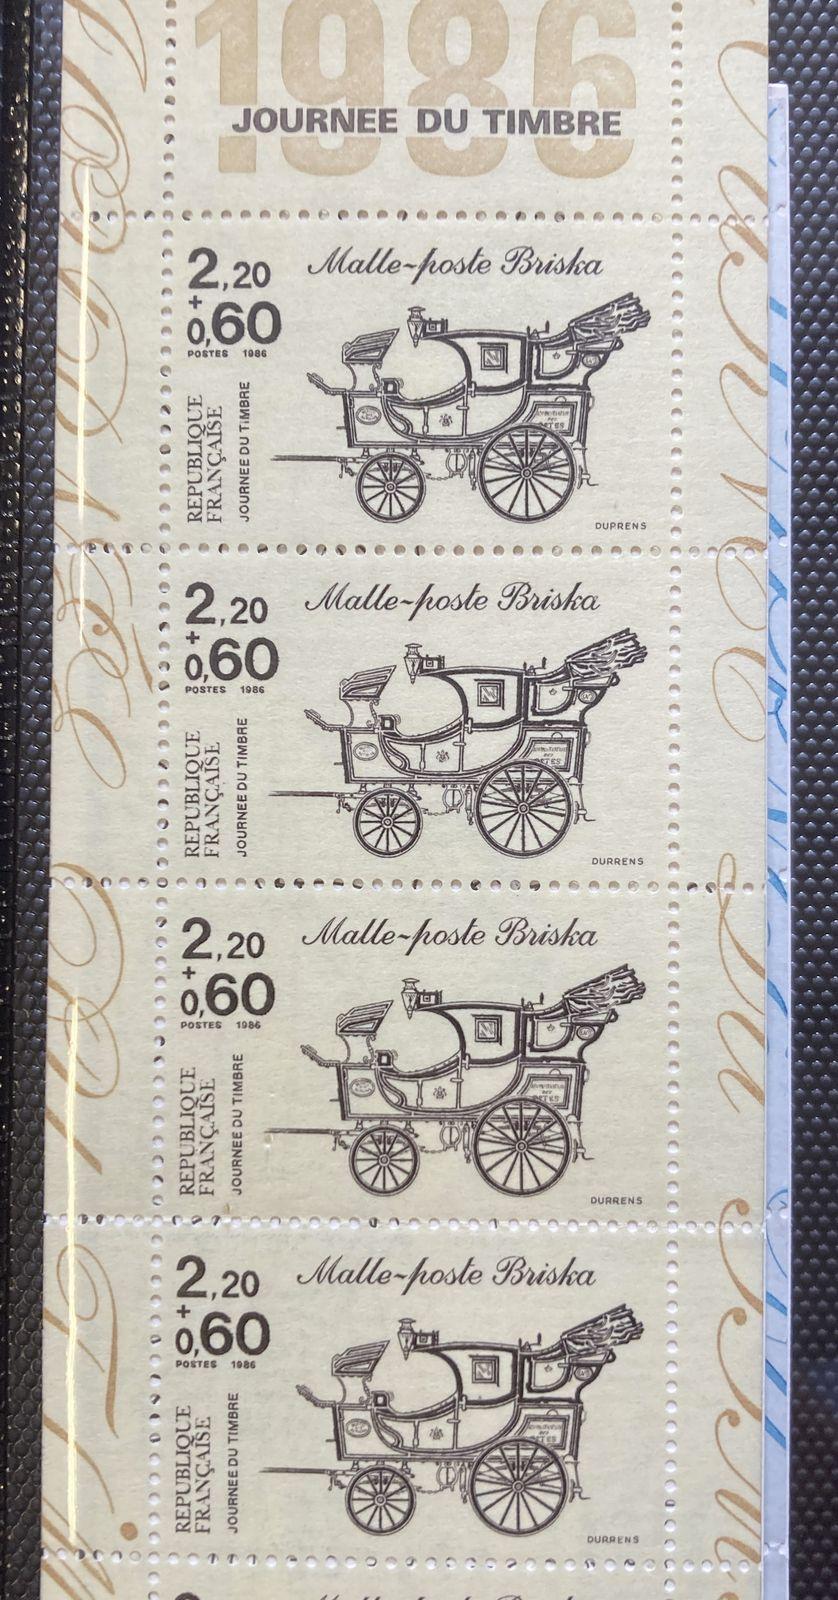 1986
JOURNEE DU TIMBRE
2,20
+
0,60
POSTES 1986
Malle~poste Briska
REPUBLIQUE
FRANÇAISE
JOURNEE DU TIMBRE
DUPRENS
2,20
+
0,60
POSTES 1986
Malle~poste Briska
REPUBLIQUE
FRANÇAISE
JOURNEE DU TIMBRE
DURRENS
2,20
+
0,60
POSTES 1986
Malle~poste Briska
REPUBLIQUE
FRANÇAISE
JOURNEE DU TIMBRE
DURRENS
2,20
+
0,60
POSTES 1986
Malle~poste Briska
REPUBLIQUE
FRANÇAISE
JOURNEE DU TIMBRE
DURRENS